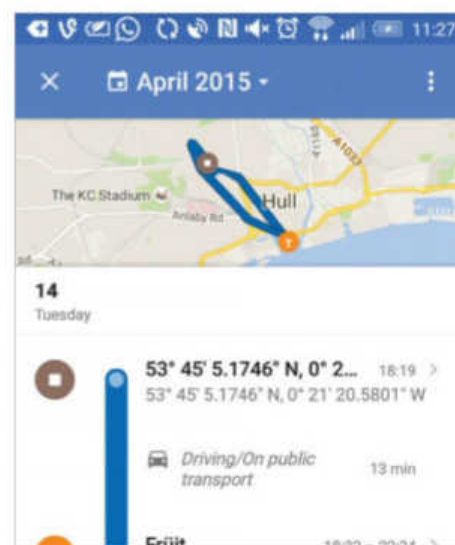 11:27
April 2015
The KC Stadium
Hull
Anlaby Rd
A1033
14
Tuesday
53° 45' 5.1746" N, 0° 2... 18:19
53° 45' 5.1746" N, 0° 21' 20.5801" W
Driving/On public
transport
13 min
Früit